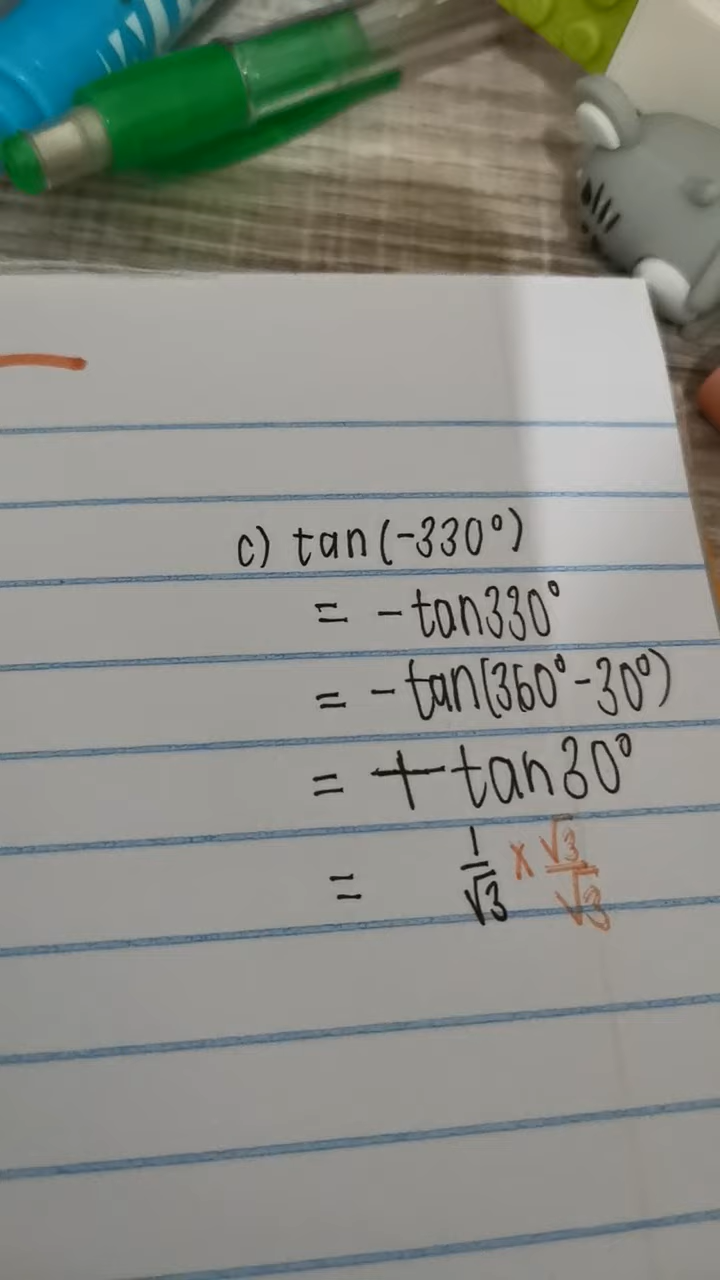 c) tan(-330°)
= -tan330°
= -tan(360°-30°)
= +tan30°
= 1/√3 × √3/√3